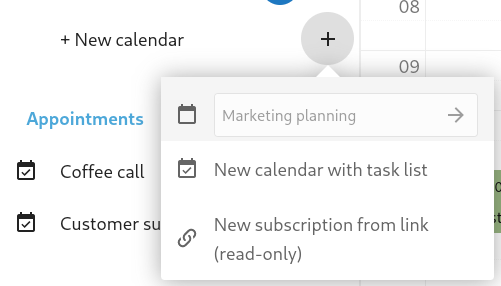 08
+ New calendar
09
Marketing planning
Appointments
New calendar with task list
Coffee call
New subscription from link
(read-only)
Customer su